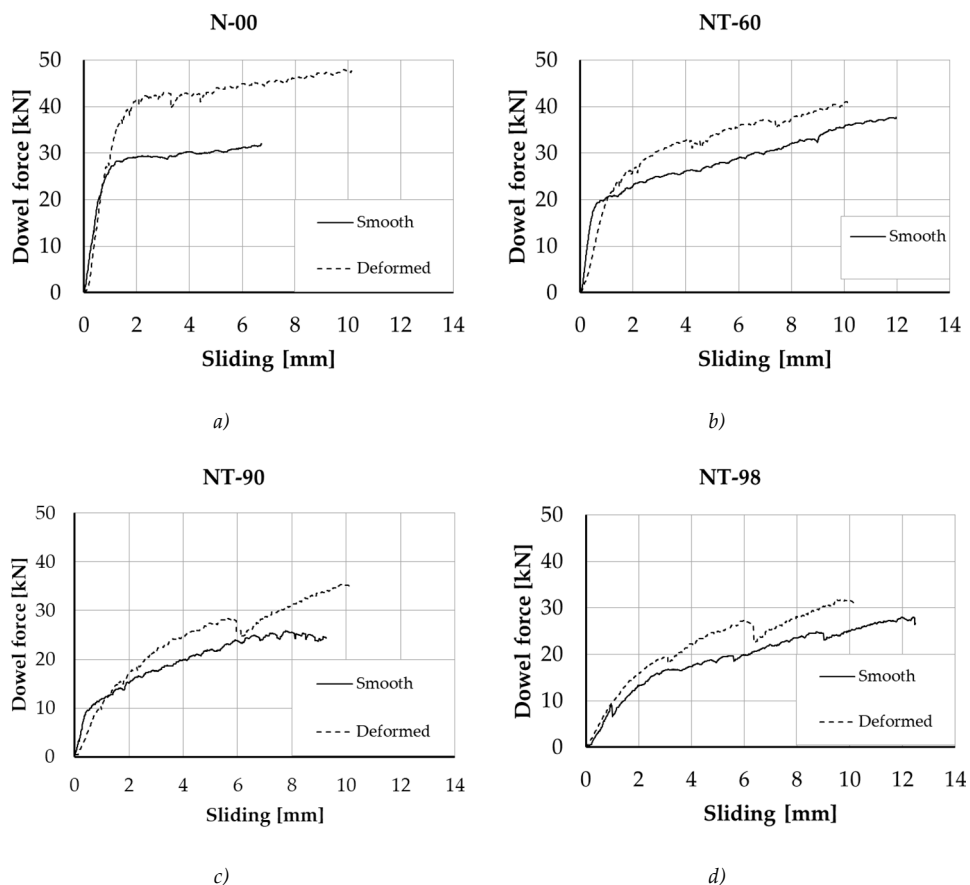 N-00
50
40
30
20
10
0
Dowel force [kN]
Smooth
Deformed
0 2 4 6 8 10 12 14
Sliding [mm]
a)
NT-60
50
40
30
20
10
0
Dowel force [kN]
Smooth
0 2 4 6 8 10 12 14
Sliding [mm]
b)
NT-90
50
40
30
20
10
0
Dowel force [kN]
Smooth
Deformed
0 2 4 6 8 10 12 14
Sliding [mm]
c)
NT-98
50
40
30
20
10
0
Dowel force [kN]
Smooth
Deformed
0 2 4 6 8 10 12 14
Sliding [mm]
d)